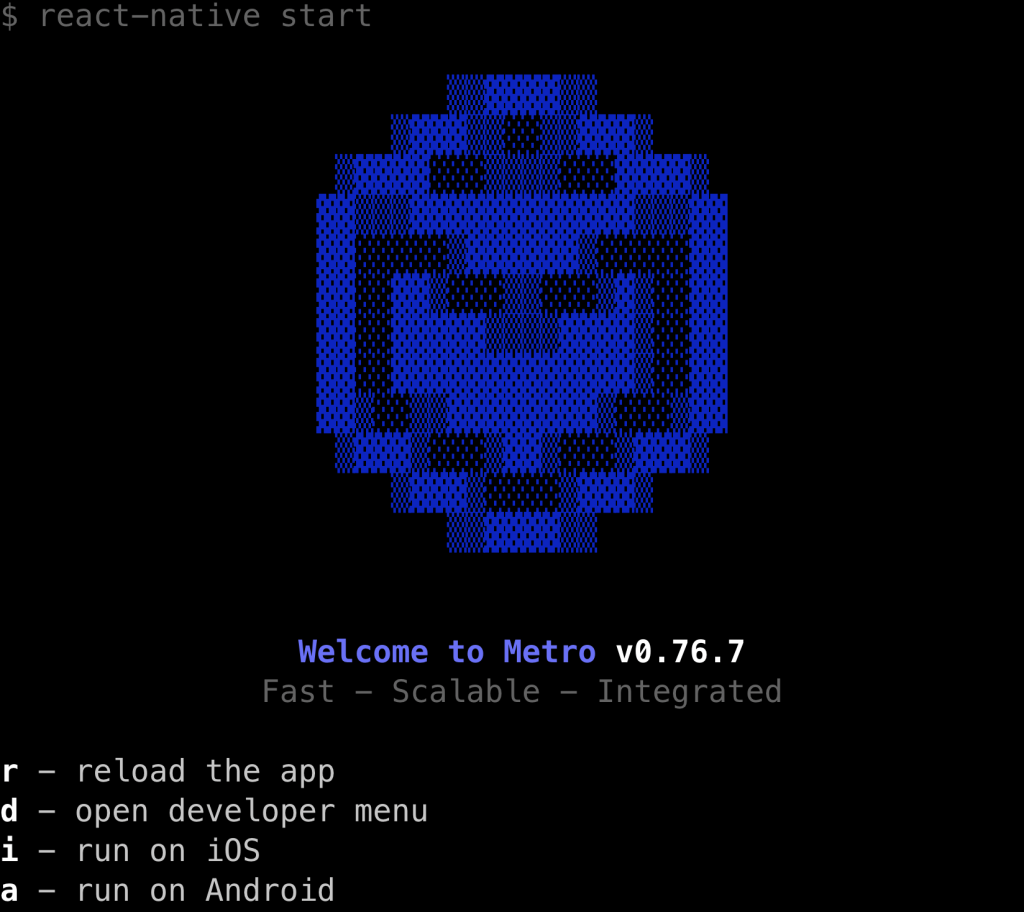 $ react-native start
Welcome to Metro v0.76.7
Fast - Scalable - Integrated
r - reload the app
d - open developer menu
i - run on iOS
a - run on Android